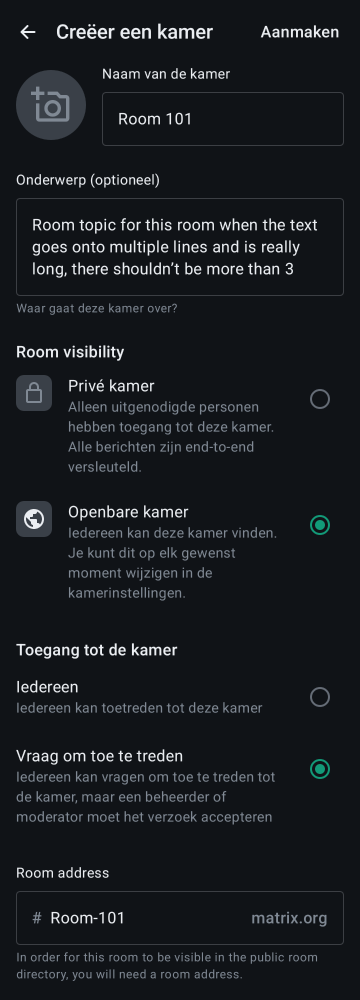 Creëer een kamer
Aanmaken
Naam van de kamer
Room 101
Onderwerp (optioneel)
Room topic for this room when the text
goes onto multiple lines and is really
long, there shouldn’t be more than 3
Waar gaat deze kamer over?
Room visibility
Privé kamer
Alleen uitgenodigde personen
hebben toegang tot deze kamer.
Alle berichten zijn end-to-end
versleuteld.
Openbare kamer
Iedereen kan deze kamer vinden.
Je kunt dit op elk gewenst
moment wijzigen in de
kamerinstellingen.
Toegang tot de kamer
Iedereen
Iedereen kan toetreden tot deze kamer
Vraag om toe te treden
Iedereen kan vragen om toe te treden tot
de kamer, maar een beheerder of
moderator moet het verzoek accepteren
Room address
# Room-101 matrix.org
In order for this room to be visible in the public room
directory, you will need a room address.